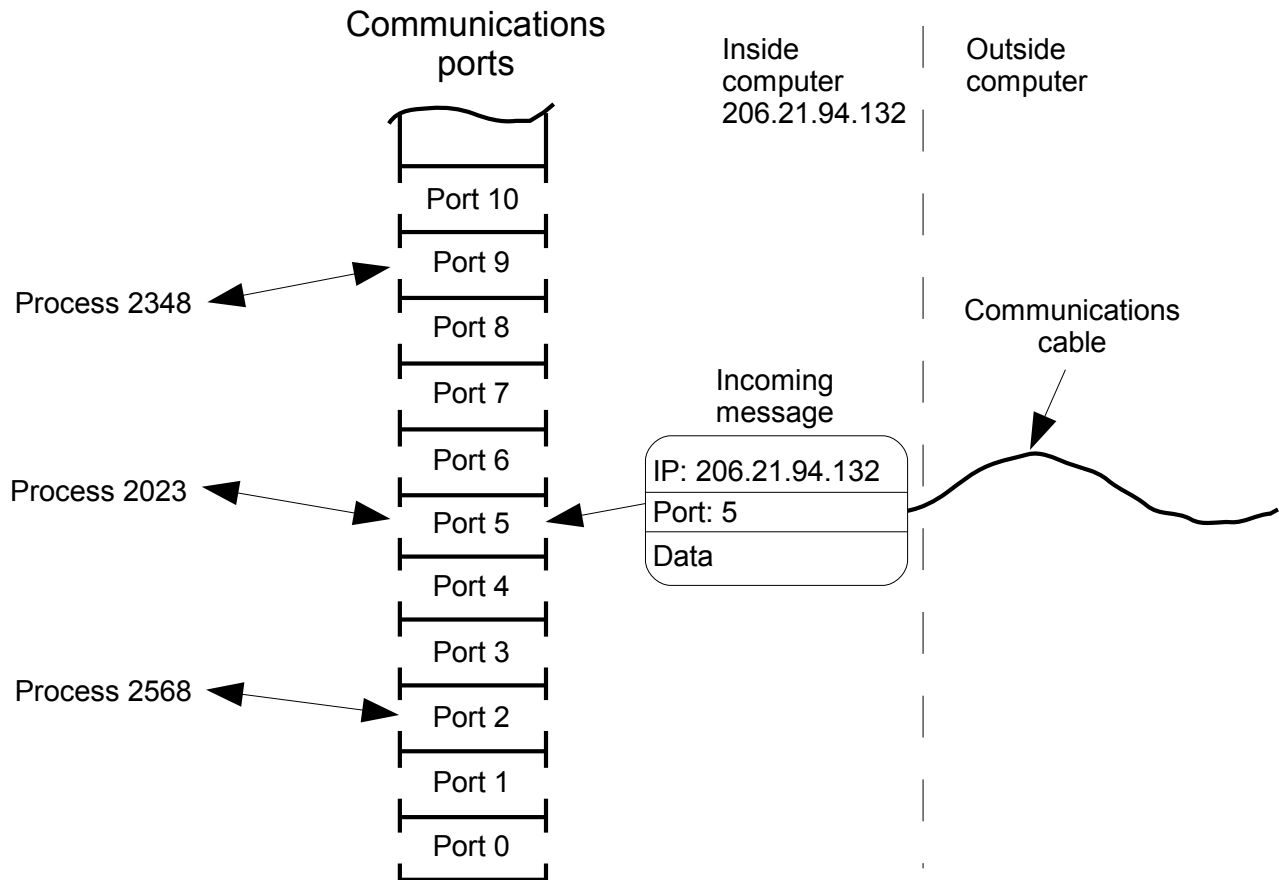 Communications
ports
Inside
computer
206.21.94.132
Outside
computer
Port 10
Port 9
Process 2348
Port 8
Communications
cable
Port 7
Incoming
message
Port 6
IP: 206.21.94.132
Process 2023
Port 5
Port: 5
Data
Port 4
Port 3
Process 2568
Port 2
Port 1
Port 0